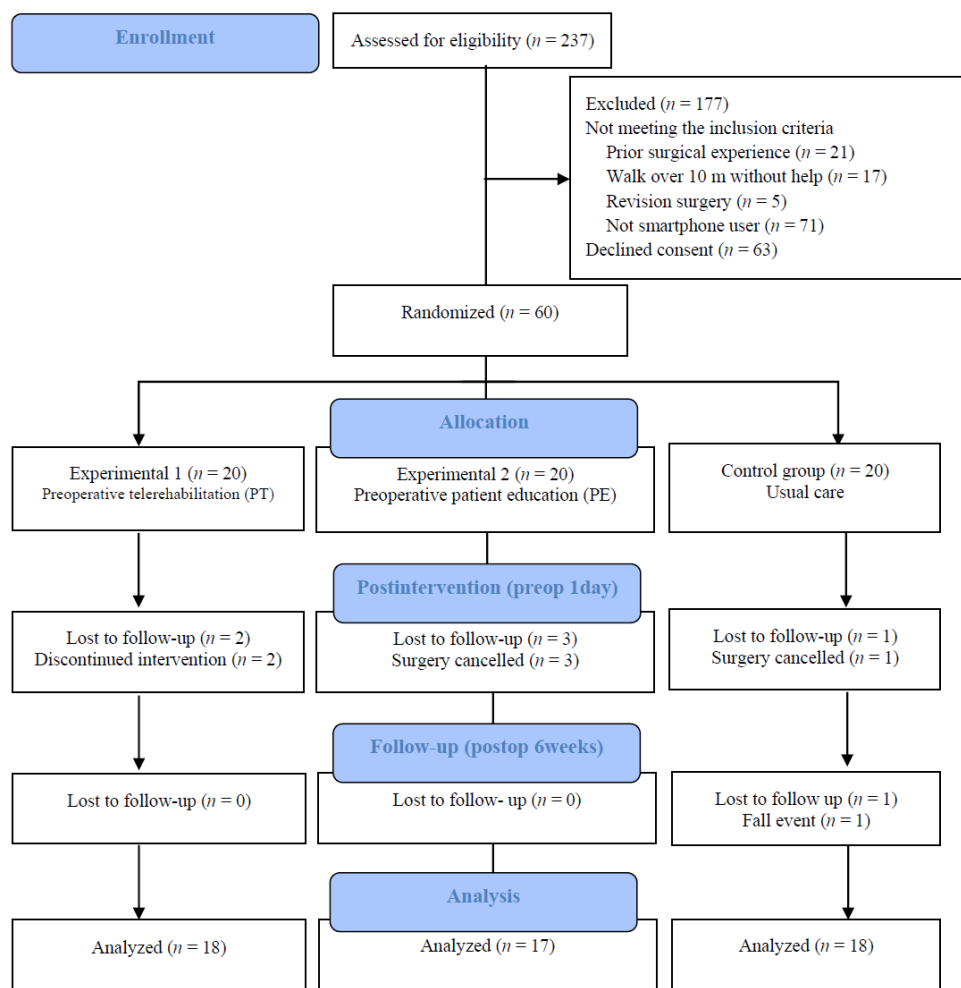 Enrollment
Assessed for eligibility (n = 237)
Excluded (n = 177)
Not meeting the inclusion criteria
Prior surgical experience (n = 21)
Walk over 10 m without help (n = 17)
Revision surgery (n = 5)
Not smartphone user (n = 71)
Declined consent (n = 63)
Randomized (n = 60)
Allocation
Experimental 1 (n = 20)
Preoperative telerehabilitation (PT)
Experimental 2 (n = 20)
Preoperative patient education (PE)
Control group (n = 20)
Usual care
Postintervention (preop 1day)
Lost to follow-up (n = 2)
Discontinued intervention (n = 2)
Lost to follow-up (n = 3)
Surgery cancelled (n = 3)
Lost to follow-up (n = 1)
Surgery cancelled (n = 1)
Follow-up (postop 6weeks)
Lost to follow-up (n = 0)
Lost to follow- up (n = 0)
Lost to follow up (n = 1)
Fall event (n = 1)
Analysis
Analyzed (n = 18)
Analyzed (n = 17)
Analyzed (n = 18)